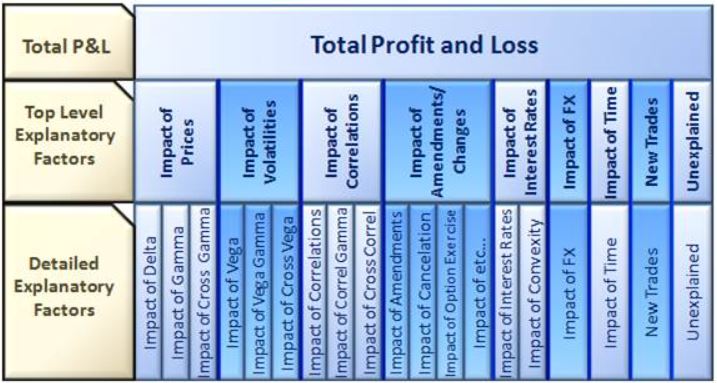 Total P&L
Total Profit and Loss
Top Level
Explanatory
Factors
Impact of
Prices
Impact of
Volatilities
Impact of
Correlations
Impact of
Amendments/
Changes
Impact of
Interest Rates
Impact of FX
Impact of Time
New Trades
Unexplained
Detailed
Explanatory
Factors
Impact of Delta
Impact of Gamma
Impact of Cross Gamma
Impact of Vega
Impact of Vega Gamma
Impact of Cross Vega
Impact of Correlations
Impact of Correl Gamma
Impact of Cross Correl
Impact of Amendments
Impact of Cancelation
Impact of Option Exercise
Impact of etc...
Impact of Interest Rates
Impact of Convexity
Impact of FX
Impact of Time
New Trades
Unexplained